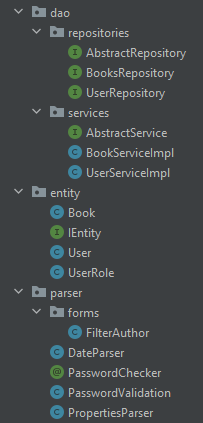 dao
repositories
AbstractRepository
BooksRepository
UserRepository
services
AbstractService
BookServiceImpl
UserServiceImpl
entity
Book
IEntity
User
UserRole
parser
forms
FilterAuthor
DateParser
PasswordChecker
PasswordValidation
PropertiesParser